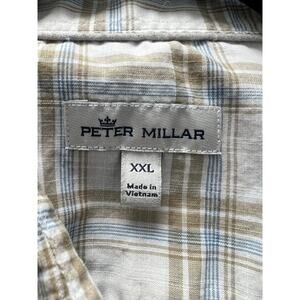 PETER MILLAR
XXL
Made in
Vietnam